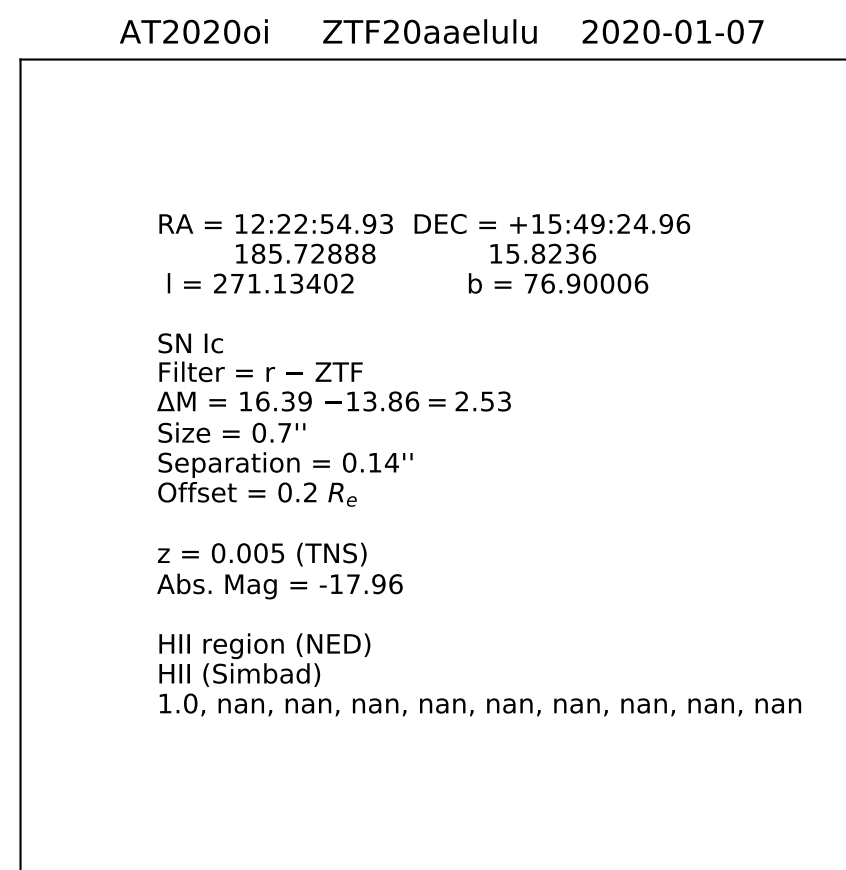 AT2020oi ZTF20aaelulu 2020-01-07
RA = 12:22:54.93 DEC = +15:49:24.96
185.72888 15.8236
l = 271.13402 b = 76.90006
SN Ic
Filter = r − ZTF
ΔM = 16.39 −13.86 = 2.53
Size = 0.7''
Separation = 0.14''
Offset = 0.2 Re
z = 0.005 (TNS)
Abs. Mag = -17.96
HII region (NED)
HII (Simbad)
1.0, nan, nan, nan, nan, nan, nan, nan, nan, nan